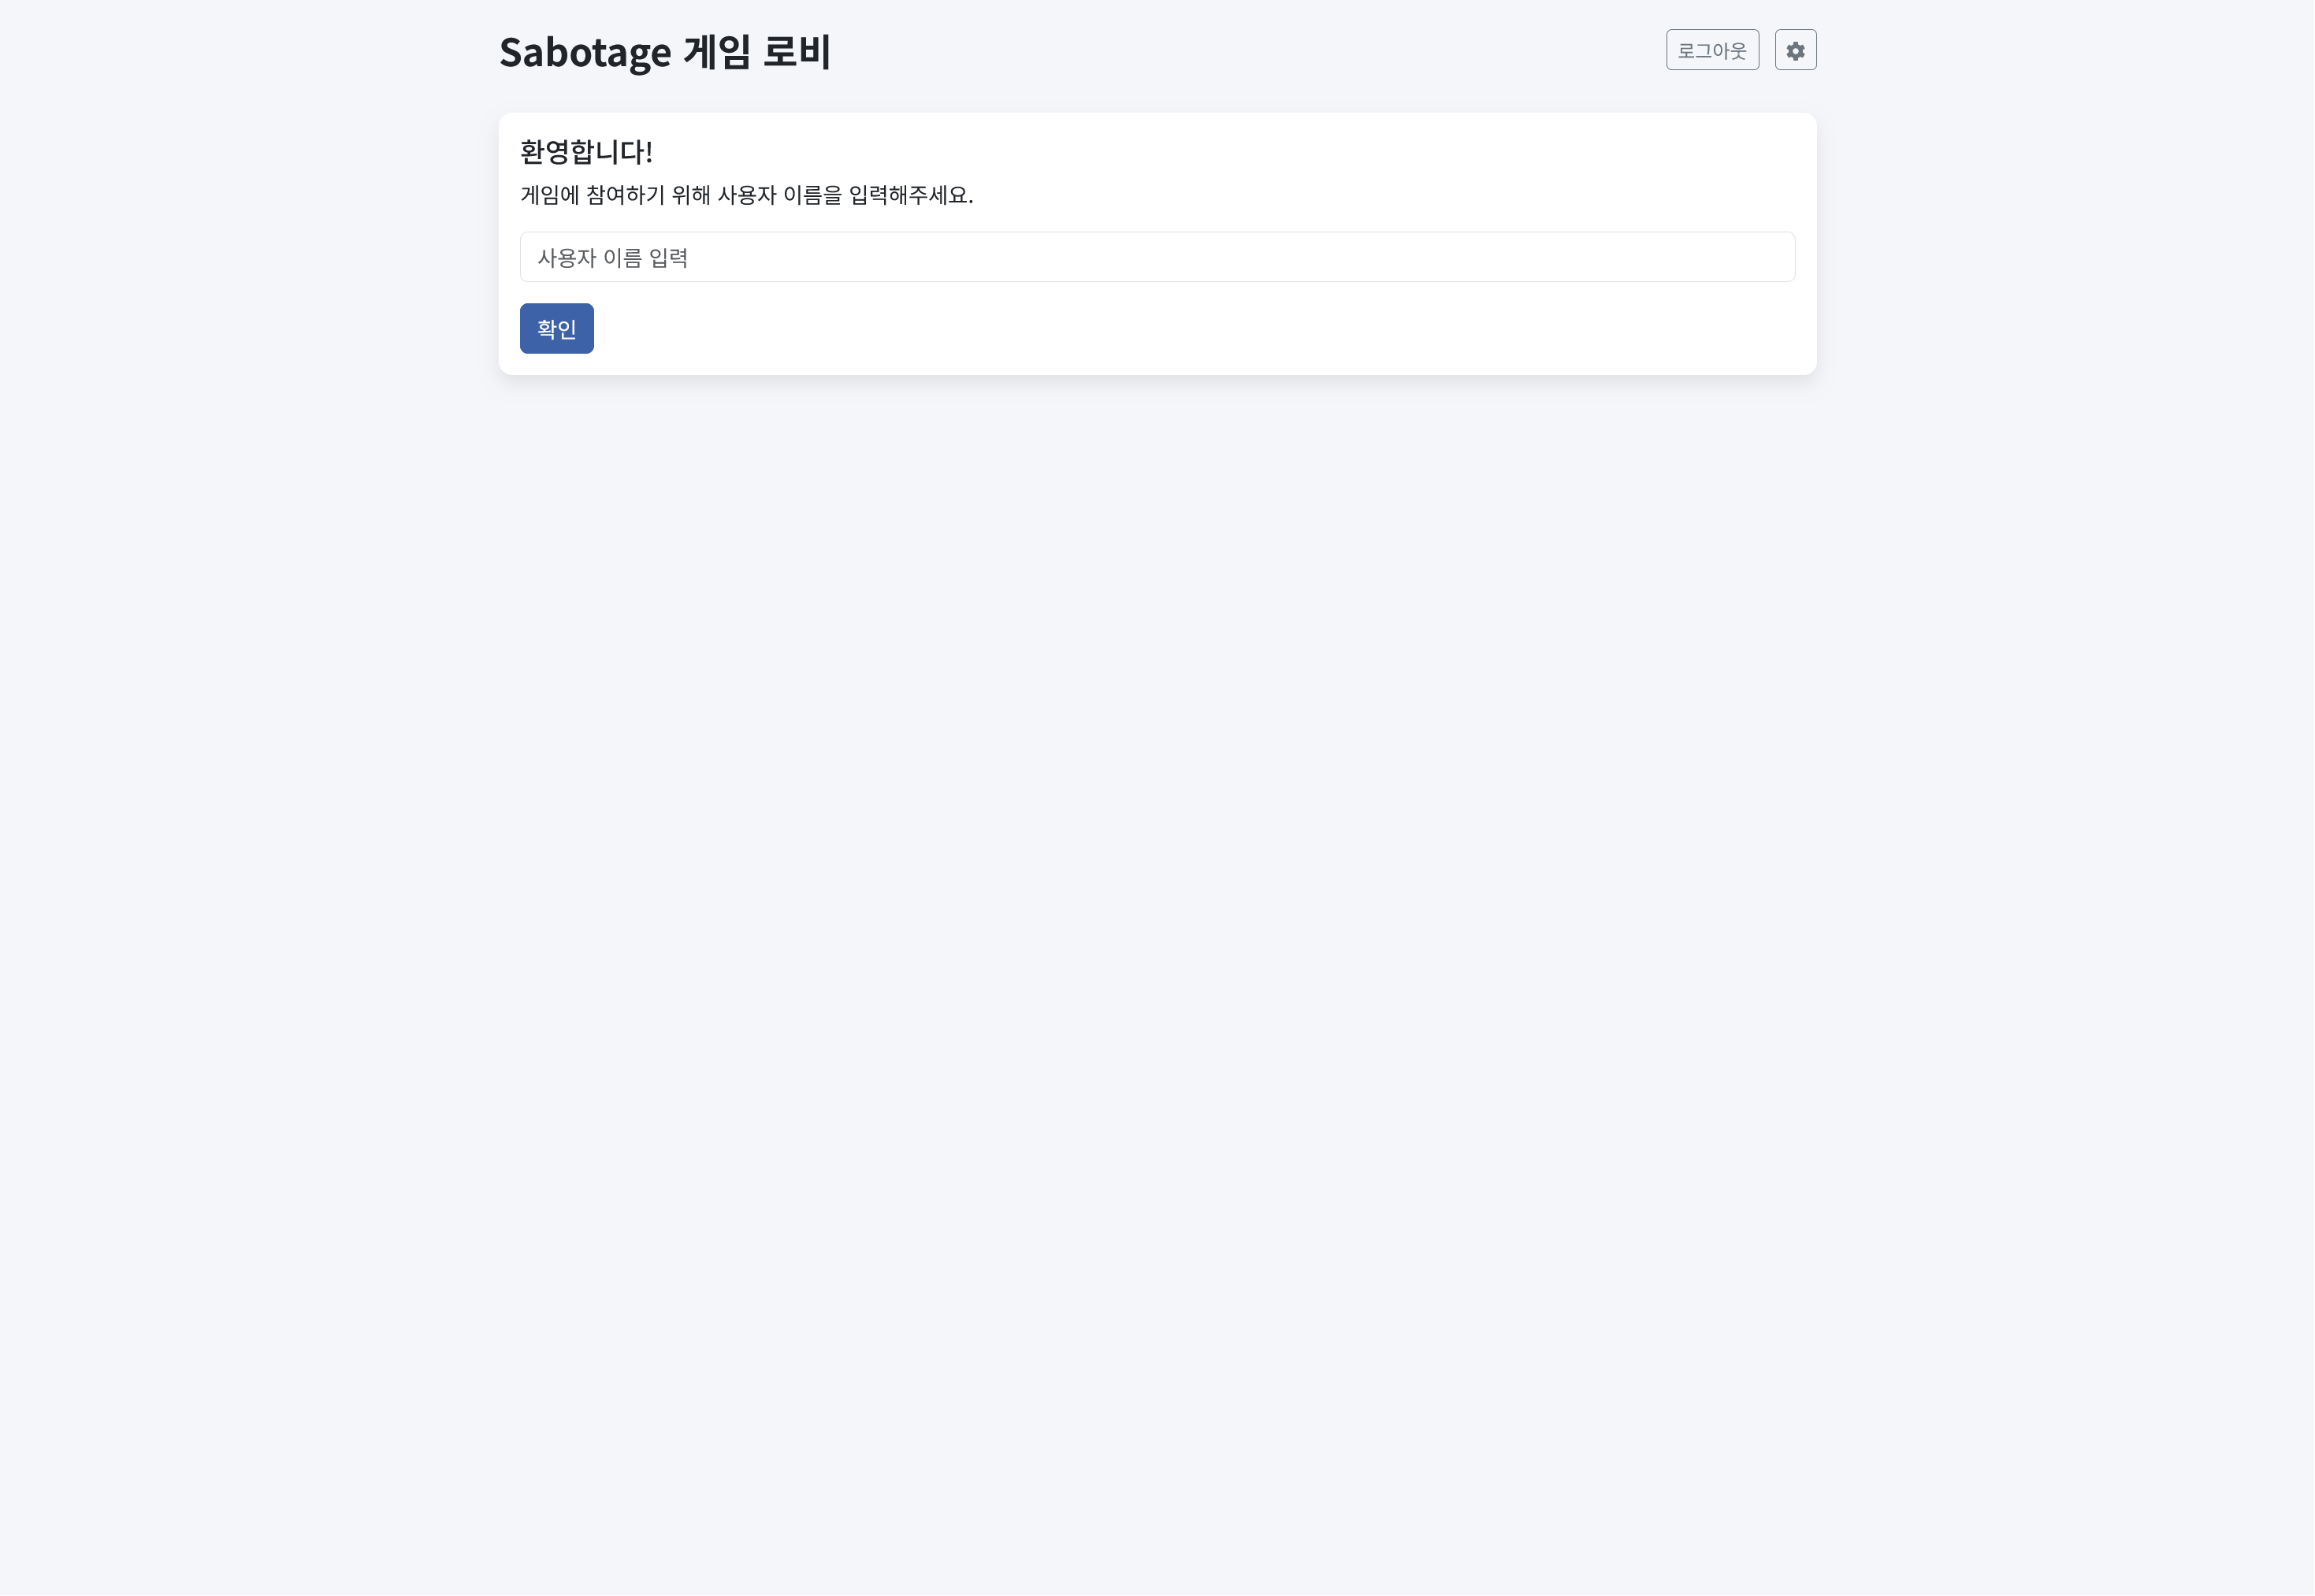 Sabotage 게임 로비
로그아웃
환영합니다!
게임에 참여하기 위해 사용자 이름을 입력해주세요.
사용자 이름 입력
확인